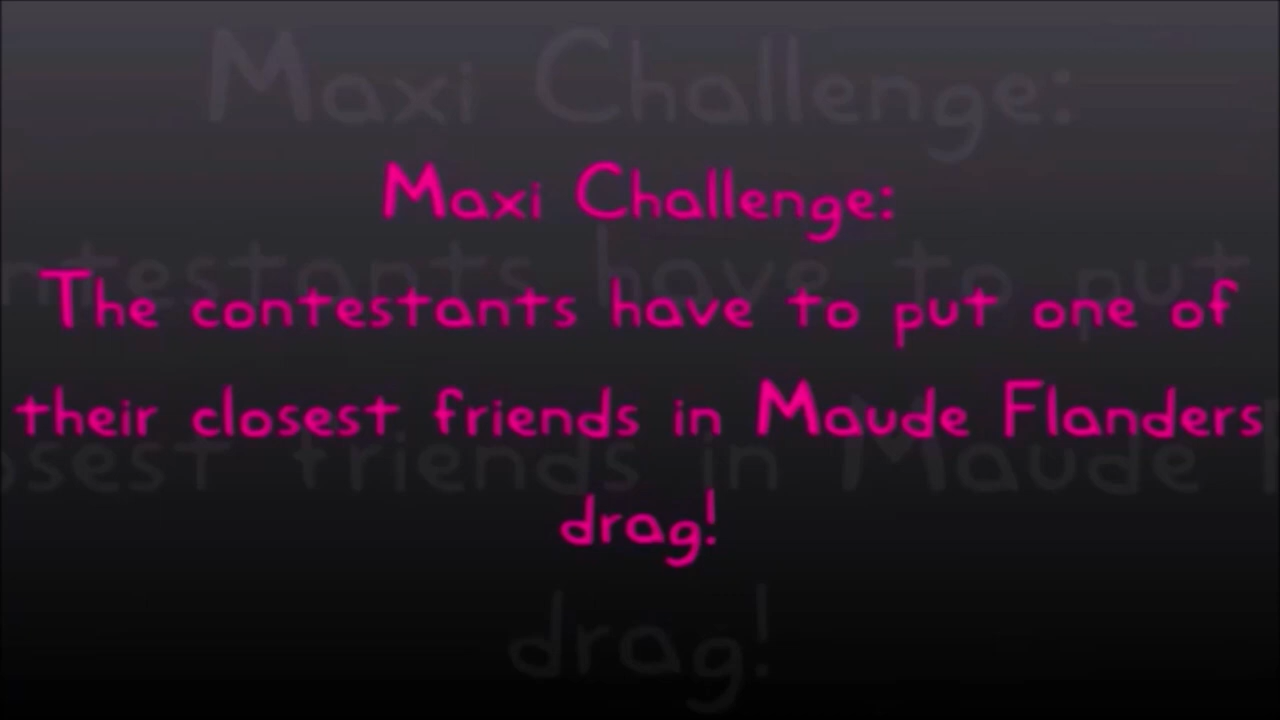 Maxi Challenge:
The contestants have to put one of
their closest friends in Maude Flanders
drag!